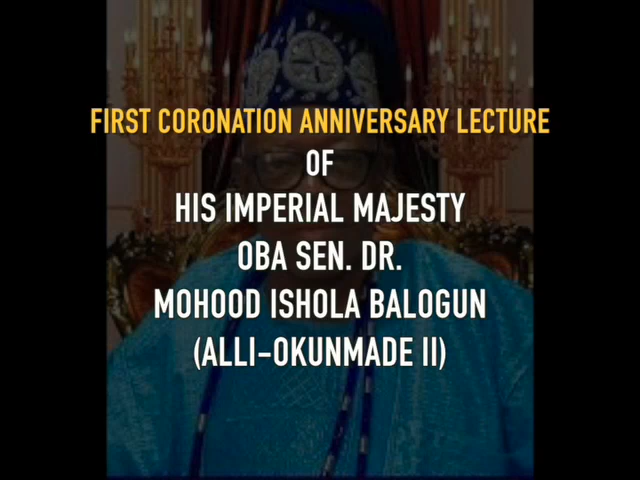 FIRST CORONATION ANNIVERSARY LECTURE
OF
HIS IMPERIAL MAJESTY
OBA SEN. DR.
MOHOOD ISHOLA BALOGUN
(ALLI-OKUNMADE II)